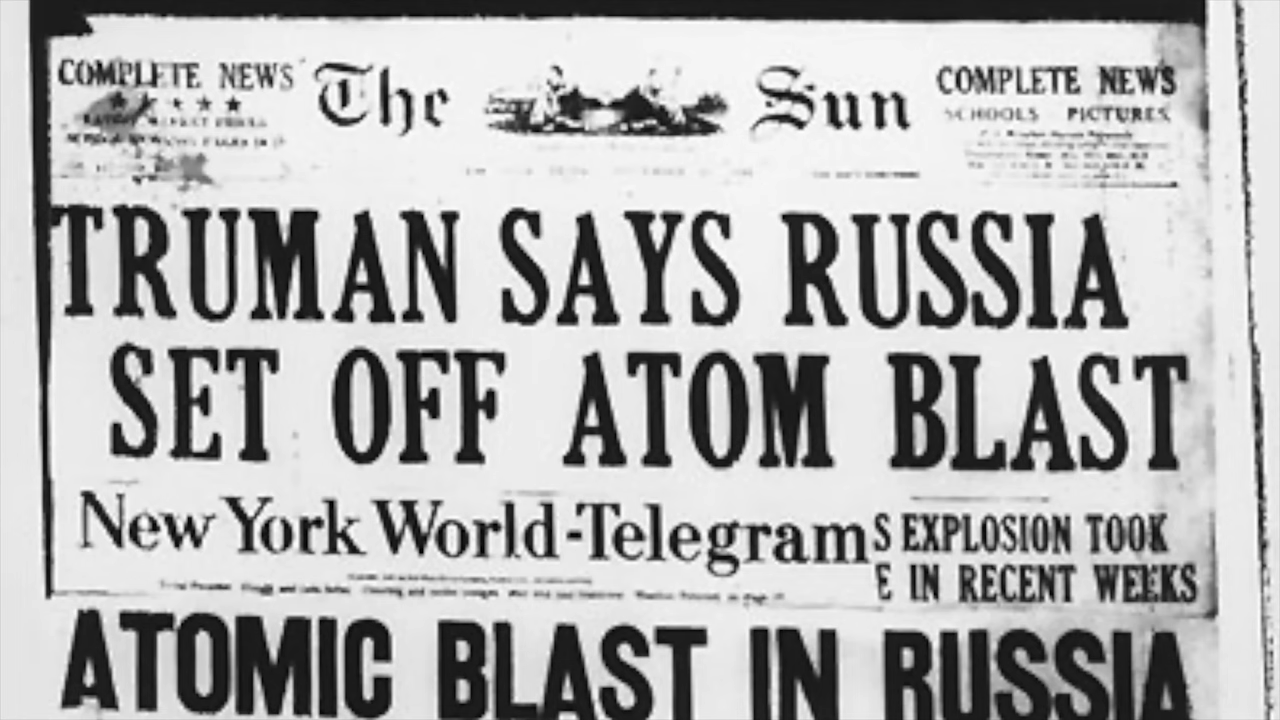 COMPLETE NEWS
The Sun
COMPLETE NEWS
SCHOOLS PICTURES
TRUMAN SAYS RUSSIA
SET OFF ATOM BLAST
New York World-Telegram
S EXPLOSION TOOK
E IN RECENT WEEKS
ATOMIC BLAST IN RUSSIA